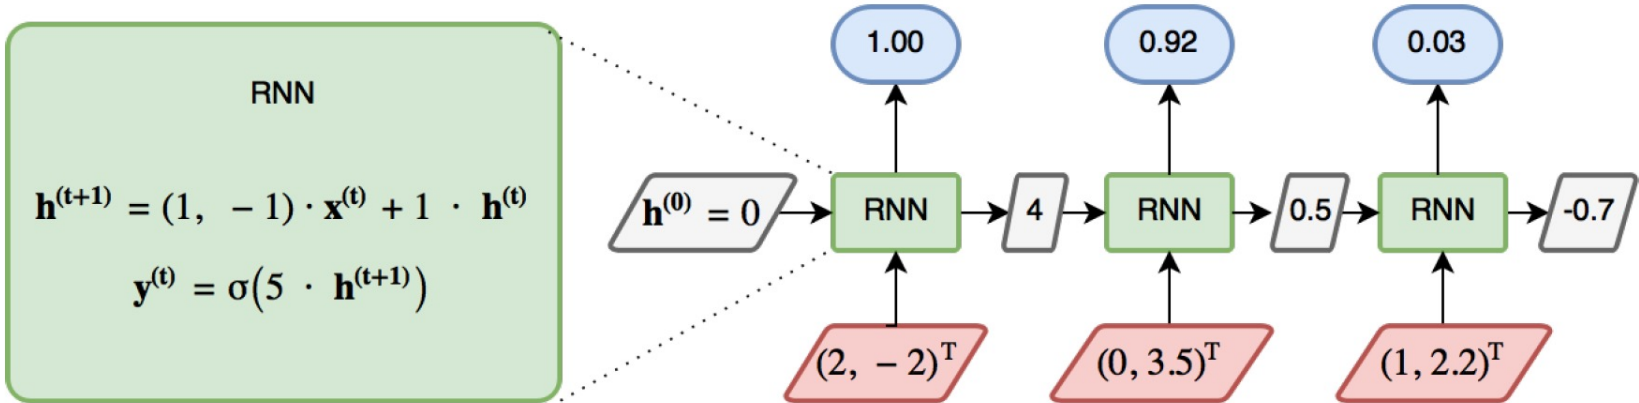 RNN
h^(t+1) = (1, −1) · x^(t) + 1 · h^(t)
y^(t) = σ(5 · h^(t+1))
1.00 0.92 0.03
h^(0) = 0 RNN 4 RNN 0.5 RNN -0.7
(2, −2)^T (0, 3.5)^T (1, 2.2)^T